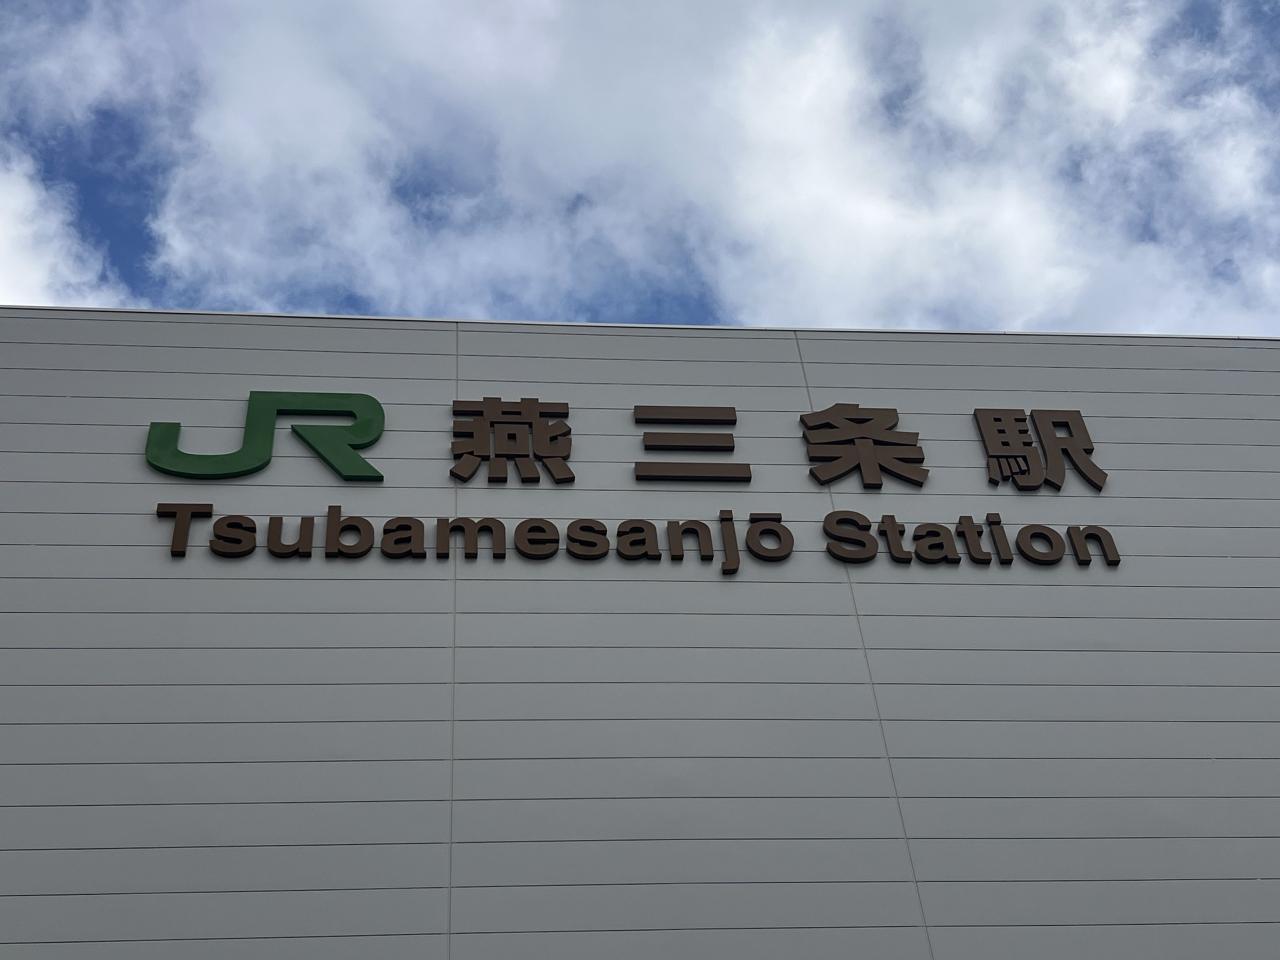 JR 燕三条駅
Tsubamesanjō Station